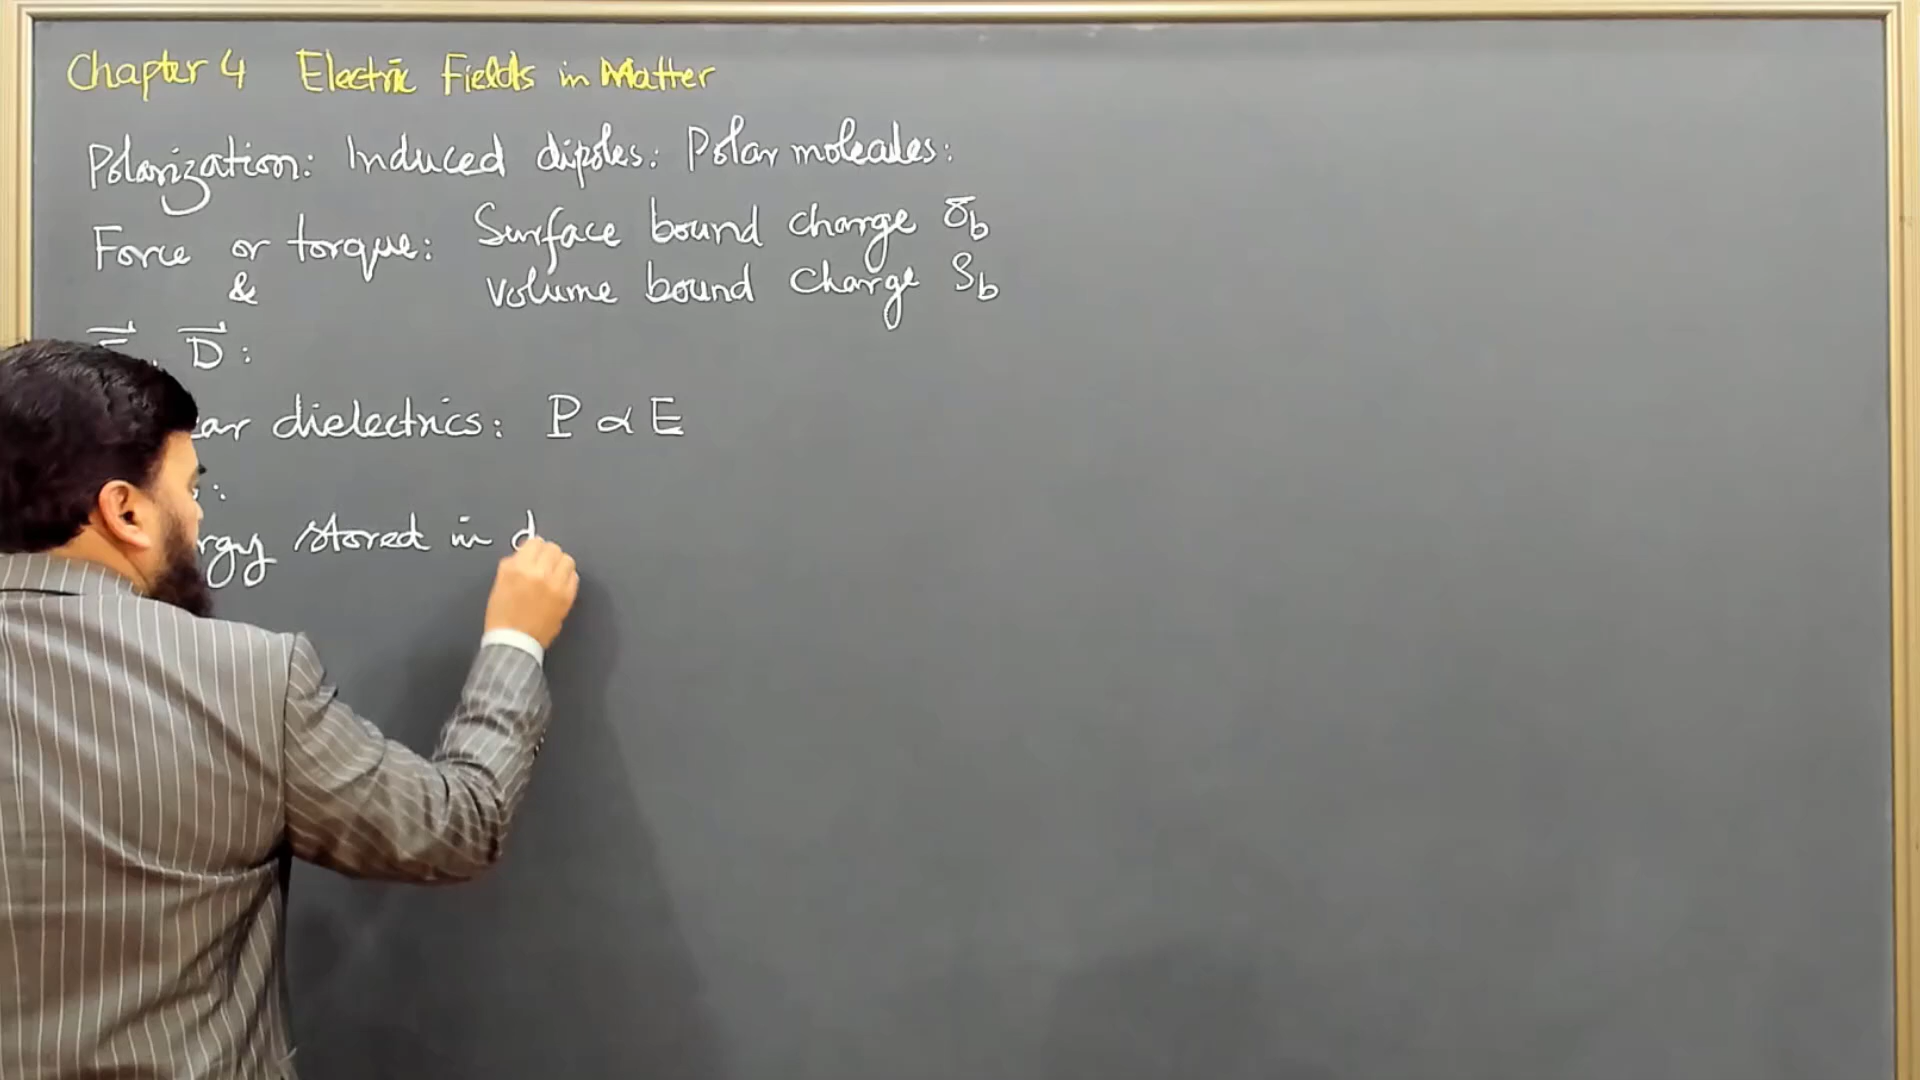 Chapter 4 Electric Fields in Matter
Polarization: Induced dipoles: Polar molecules:
Force or torque: Surface bound charge σb
& volume bound charge ρb
D⃗ :
dielectrics: P ∝ E
stored in